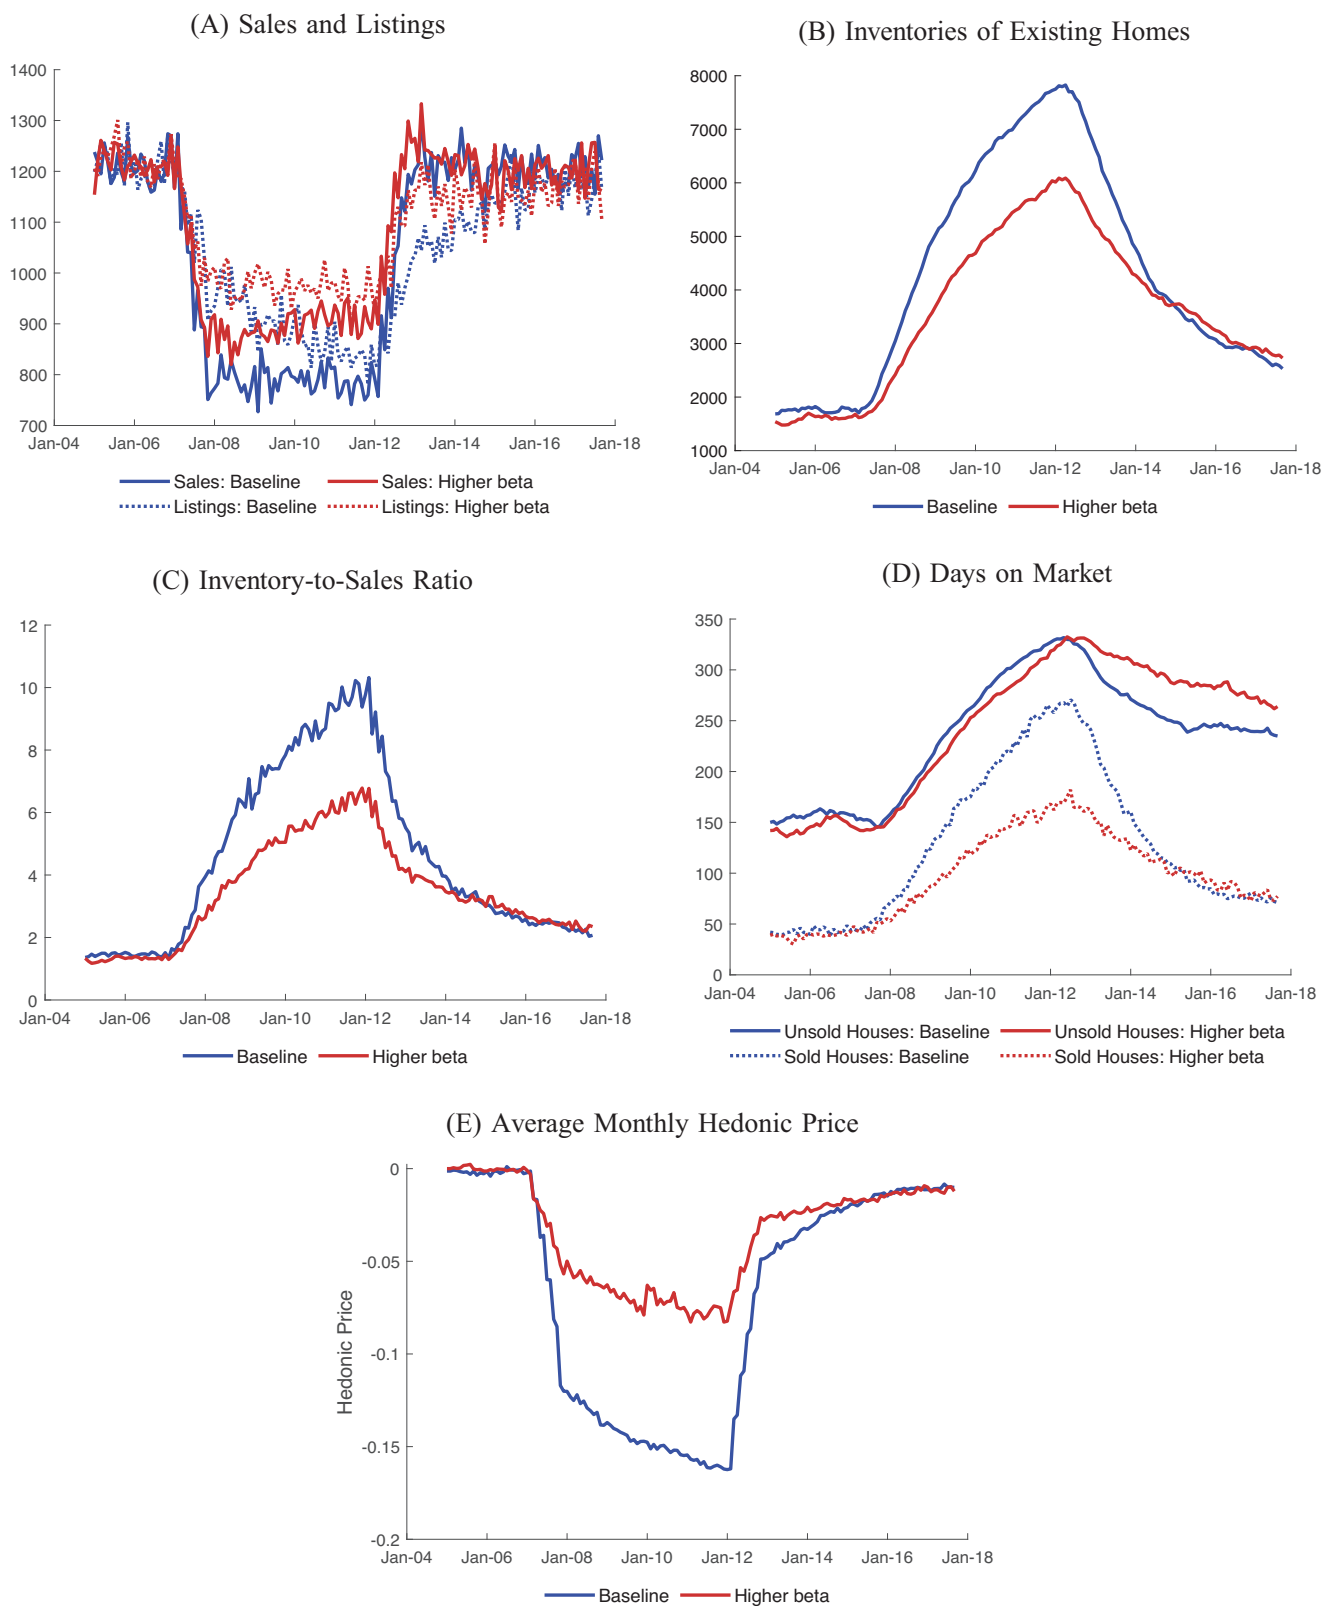 (A) Sales and Listings
1400
1300
1200
1100
1000
900
800
700
Jan-04 Jan-06 Jan-08 Jan-10 Jan-12 Jan-14 Jan-16 Jan-18
Sales: Baseline Sales: Higher beta
Listings: Baseline Listings: Higher beta
(B) Inventories of Existing Homes
8000
7000
6000
5000
4000
3000
2000
1000
Jan-04 Jan-06 Jan-08 Jan-10 Jan-12 Jan-14 Jan-16 Jan-18
Baseline Higher beta
(C) Inventory-to-Sales Ratio
12
10
8
6
4
2
0
Jan-04 Jan-06 Jan-08 Jan-10 Jan-12 Jan-14 Jan-16 Jan-18
Baseline Higher beta
(D) Days on Market
350
300
250
200
150
100
50
0
Jan-04 Jan-06 Jan-08 Jan-10 Jan-12 Jan-14 Jan-16 Jan-18
Unsold Houses: Baseline Unsold Houses: Higher beta
Sold Houses: Baseline Sold Houses: Higher beta
(E) Average Monthly Hedonic Price
Hedonic Price
0
-0.05
-0.1
-0.15
-0.2
Jan-04 Jan-06 Jan-08 Jan-10 Jan-12 Jan-14 Jan-16 Jan-18
Baseline Higher beta